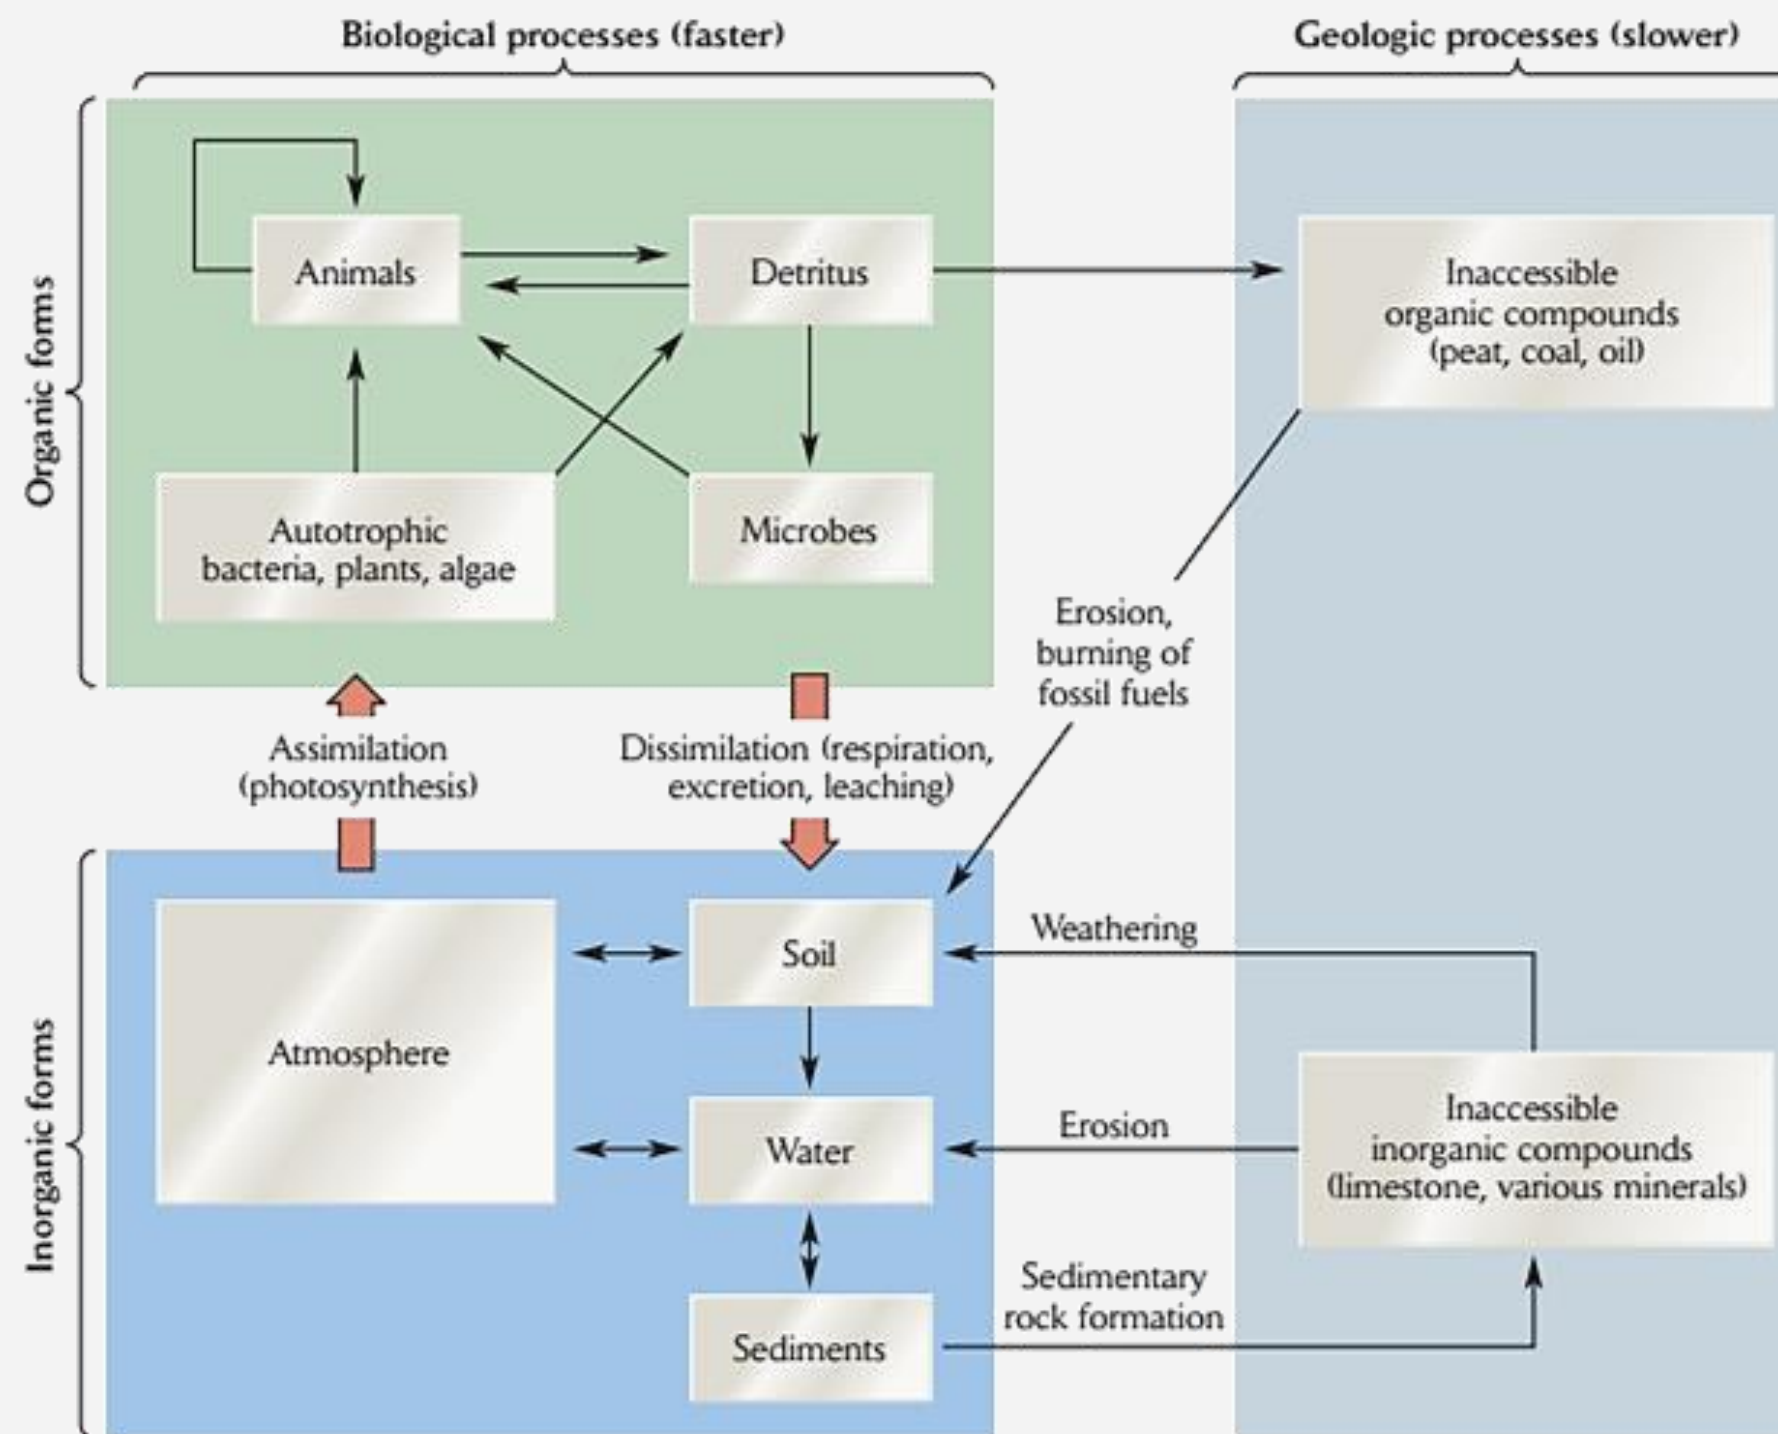 Biological processes (faster)
Geologic processes (slower)
Organic forms
Animals
Detritus
Inaccessible
organic compounds
(peat, coal, oil)
Autotrophic
bacteria, plants, algae
Microbes
Erosion,
burning of
fossil fuels
Assimilation
(photosynthesis)
Dissimilation (respiration,
excretion, leaching)
Inorganic forms
Atmosphere
Soil
Weathering
Water
Erosion
Inaccessible
inorganic compounds
(limestone, various minerals)
Sediments
Sedimentary
rock formation